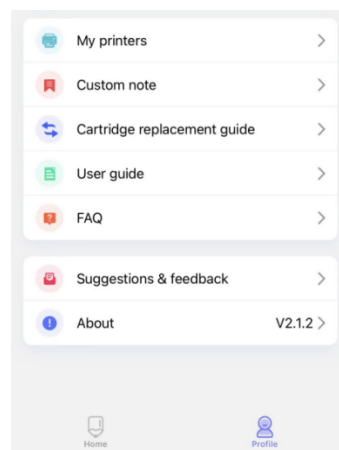 My printers
Custom note
Cartridge replacement guide
User guide
FAQ
Suggestions & feedback
About V2.1.2
Home Profile